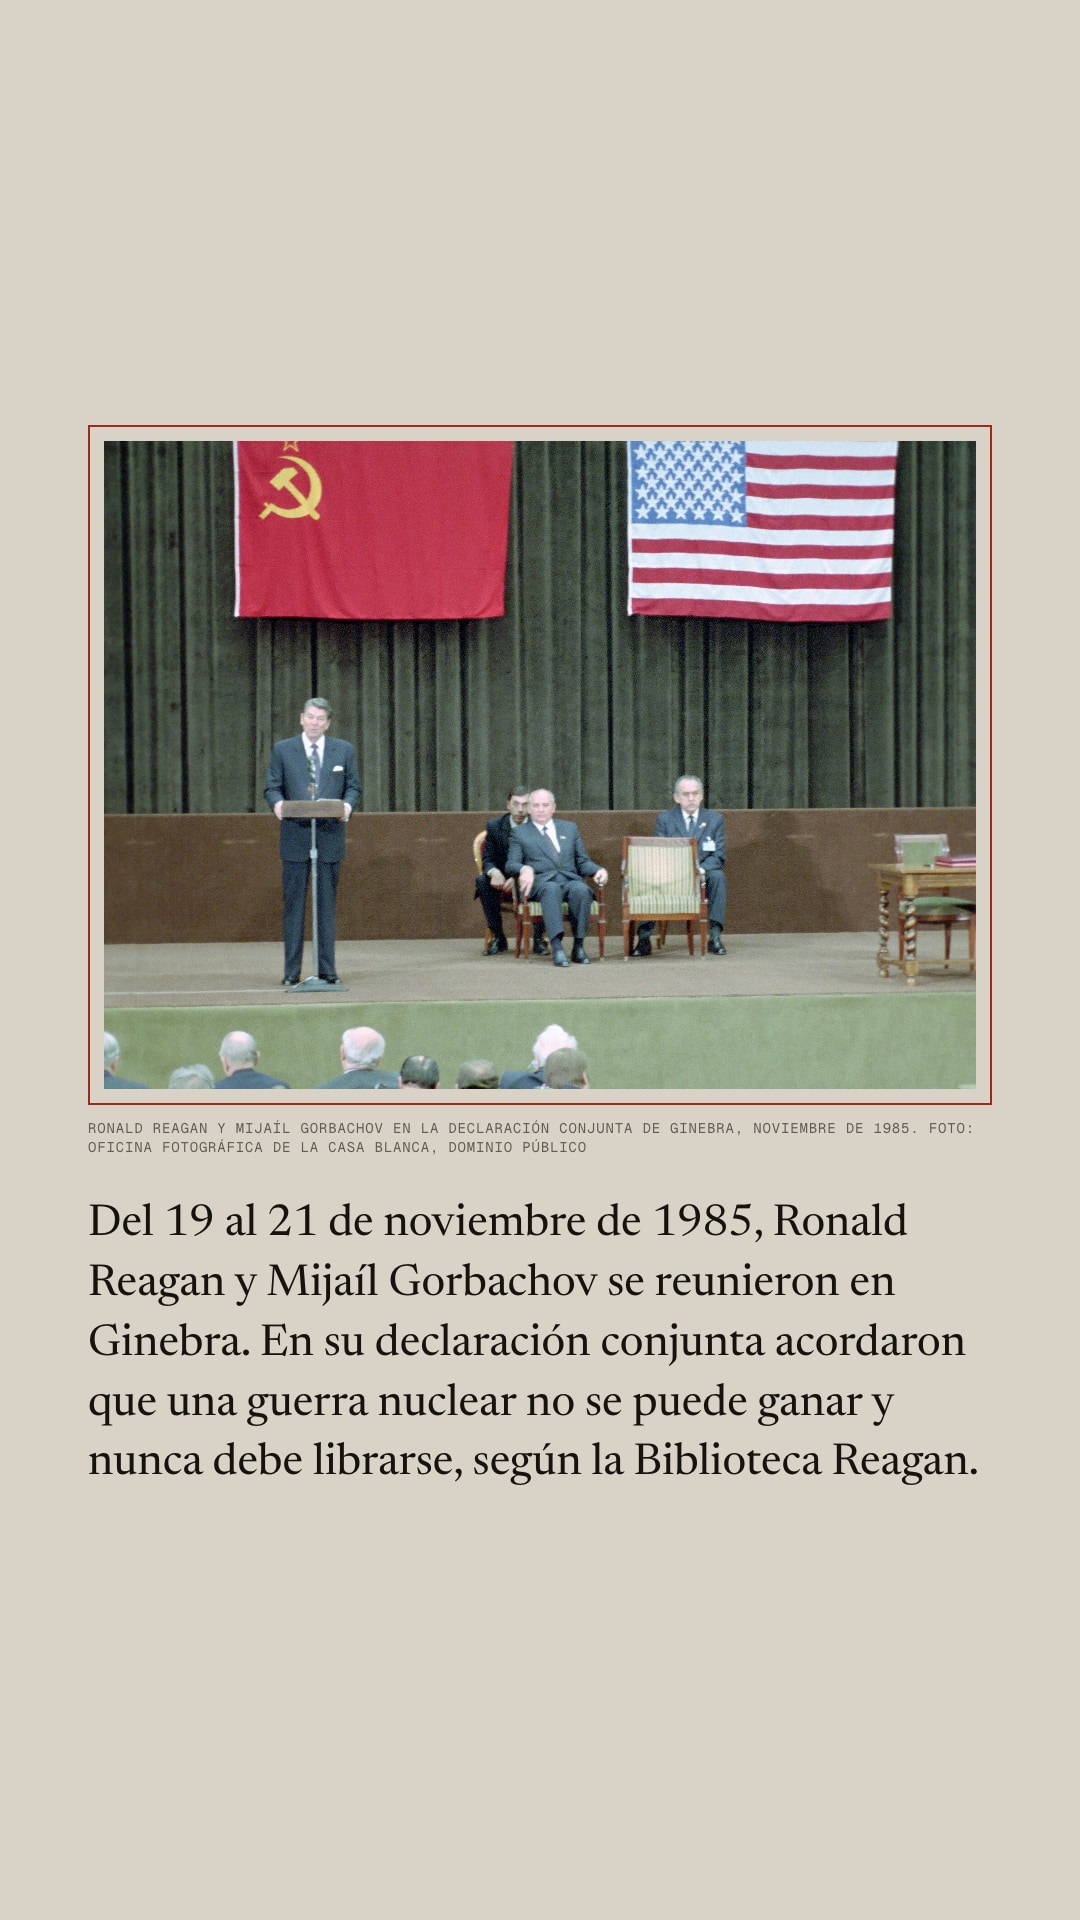 RONALD REAGAN Y MIJAÍL GORBACHOV EN LA DECLARACIÓN CONJUNTA DE GINEBRA, NOVIEMBRE DE 1985. FOTO:
OFICINA FOTOGRÁFICA DE LA CASA BLANCA, DOMINIO PÚBLICO
Del 19 al 21 de noviembre de 1985, Ronald
Reagan y Mijaíl Gorbachov se reunieron en
Ginebra. En su declaración conjunta acordaron
que una guerra nuclear no se puede ganar y
nunca debe librarse, según la Biblioteca Reagan.